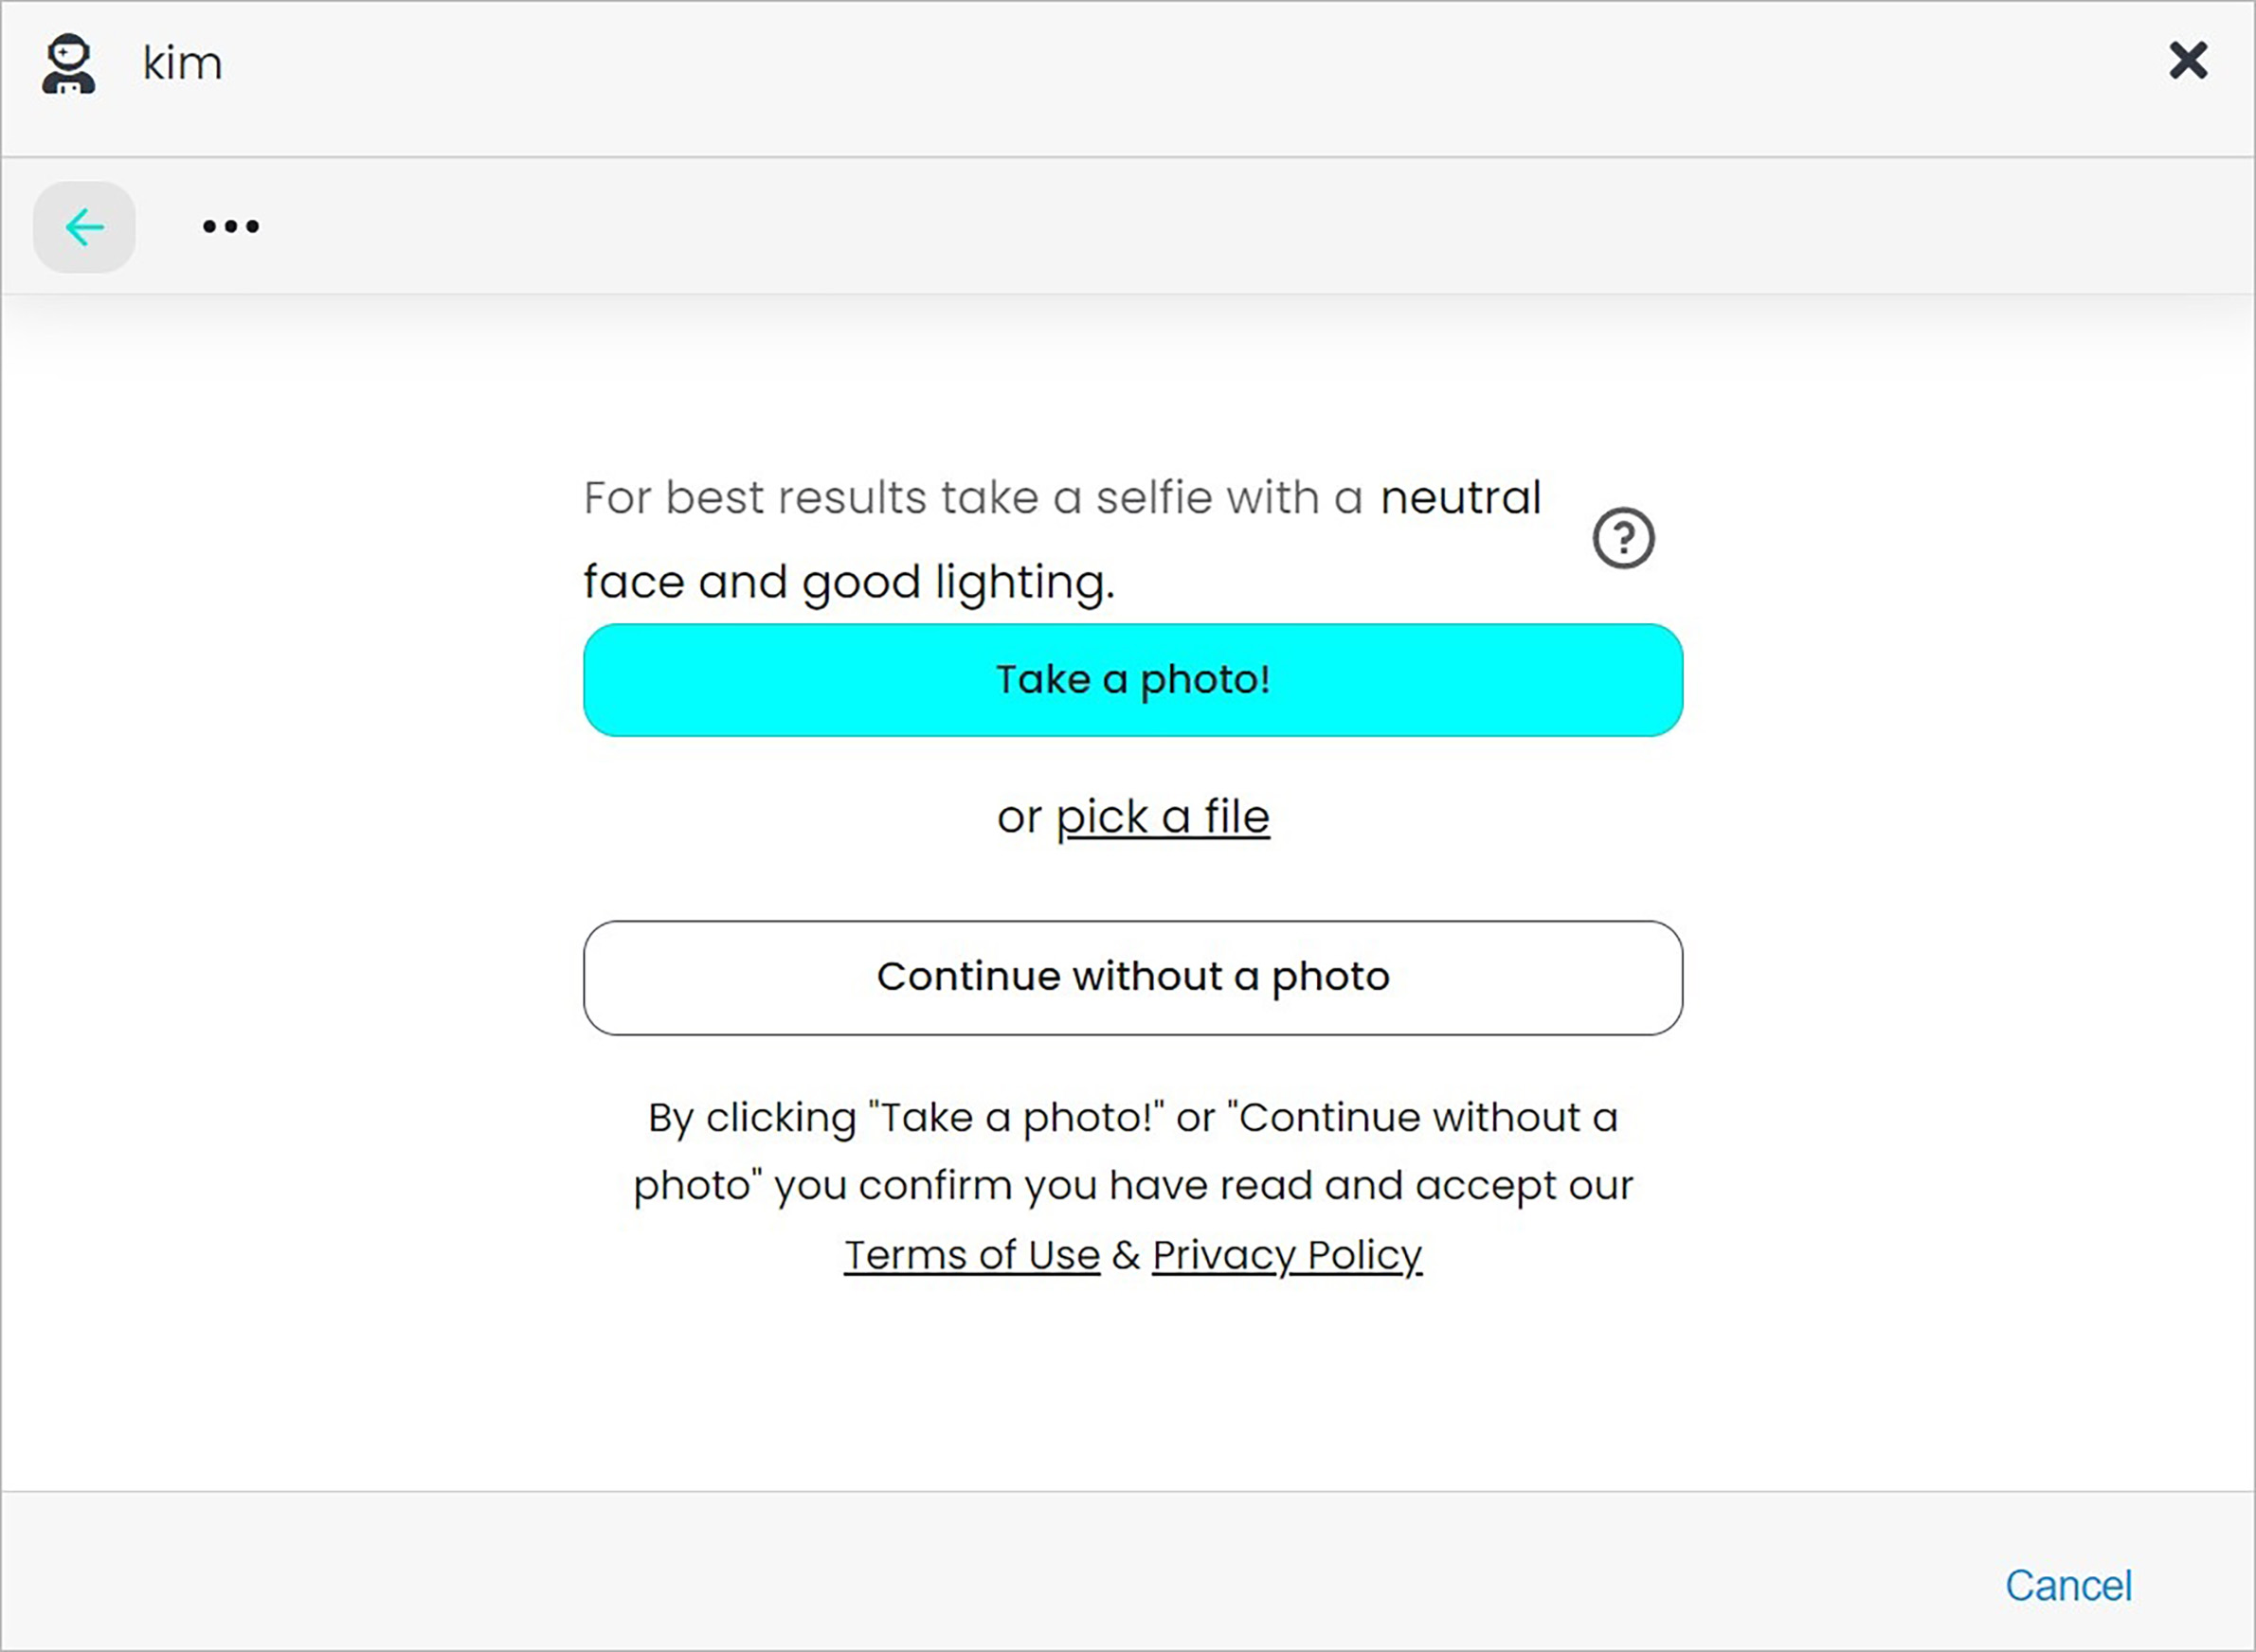 kim
For best results take a selfie with a neutral
face and good lighting.
Take a photo!
or pick a file
Continue without a photo
By clicking "Take a photo!" or "Continue without a
photo" you confirm you have read and accept our
Terms of Use & Privacy Policy
Cancel